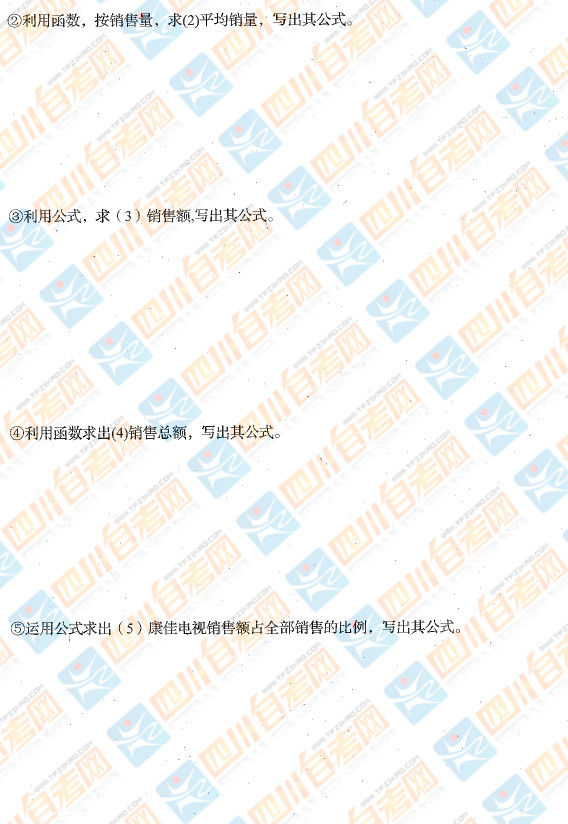 ②利用函数，按销售量，求(2)平均销量，写出其公式。
③利用公式，求（3）销售额,写出其公式。
④利用函数求出(4)销售总额，写出其公式。
⑤运用公式求出（5）康佳电视销售额占全部销售的比例，写出其公式。